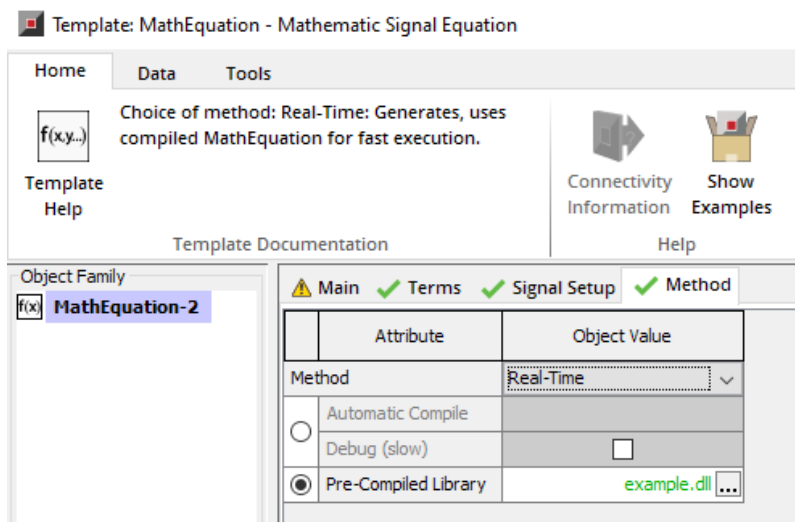 Template: MathEquation - Mathematic Signal Equation
Home Data Tools
f(x,y...)
Template
Help
Choice of method: Real-Time: Generates, uses
compiled MathEquation for fast execution.
Connectivity
Information
Show
Examples
Template Documentation
Help
Object Family
f(x) MathEquation-2
Main Terms Signal Setup Method
Attribute Object Value
Method Real-Time
Automatic Compile
Debug (slow)
Pre-Compiled Library example.dll ...